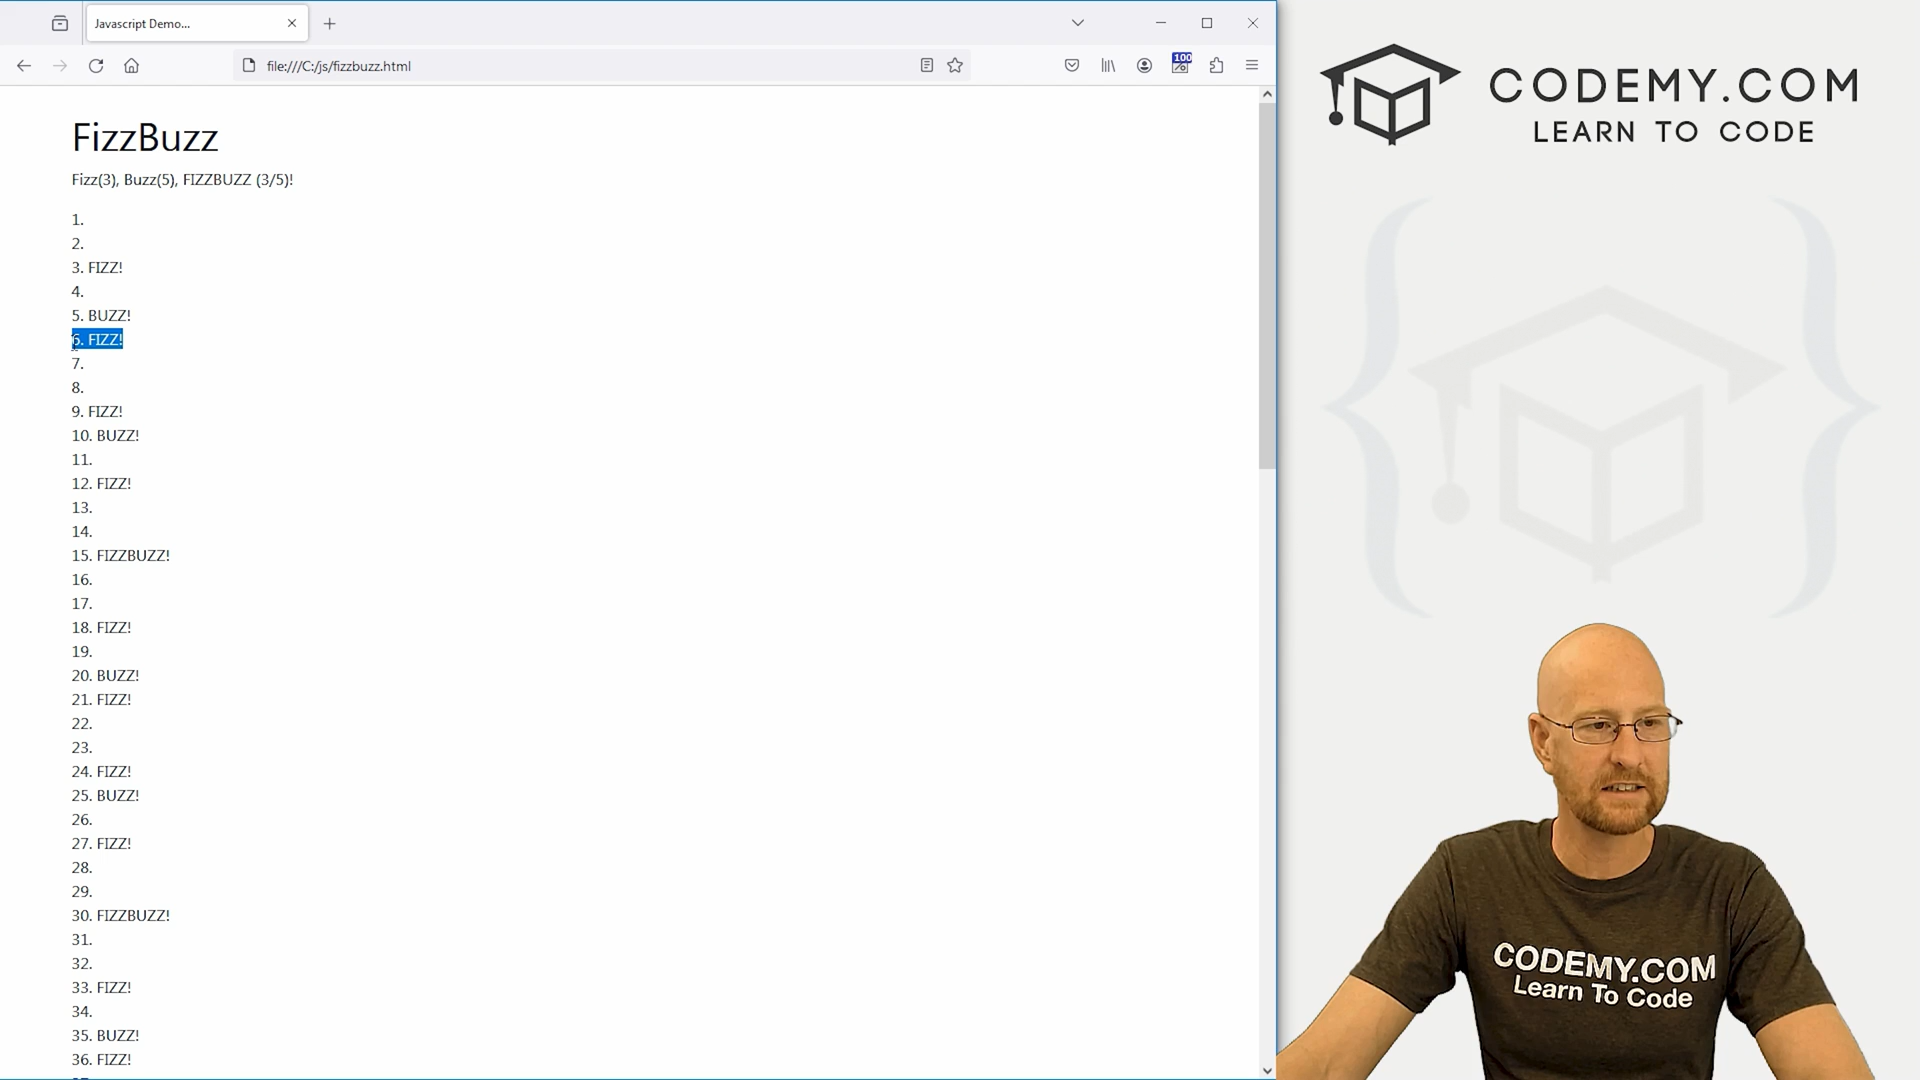 Javascript Demo...
file:///C:/js/fizzbuzz.html
100
FizzBuzz
Fizz(3), Buzz(5), FIZZBUZZ (3/5)!
1.
2.
3. FIZZ!
4.
5. BUZZ!
6. FIZZ!
7.
8.
9. FIZZ!
10. BUZZ!
11.
12. FIZZ!
13.
14.
15. FIZZBUZZ!
16.
17.
18. FIZZ!
19.
20. BUZZ!
21. FIZZ!
22.
23.
24. FIZZ!
25. BUZZ!
26.
27. FIZZ!
28.
29.
30. FIZZBUZZ!
31.
32.
33. FIZZ!
34.
35. BUZZ!
36. FIZZ!
CODEMY.COM
LEARN TO CODE
CODEMY.COM
Learn To Code